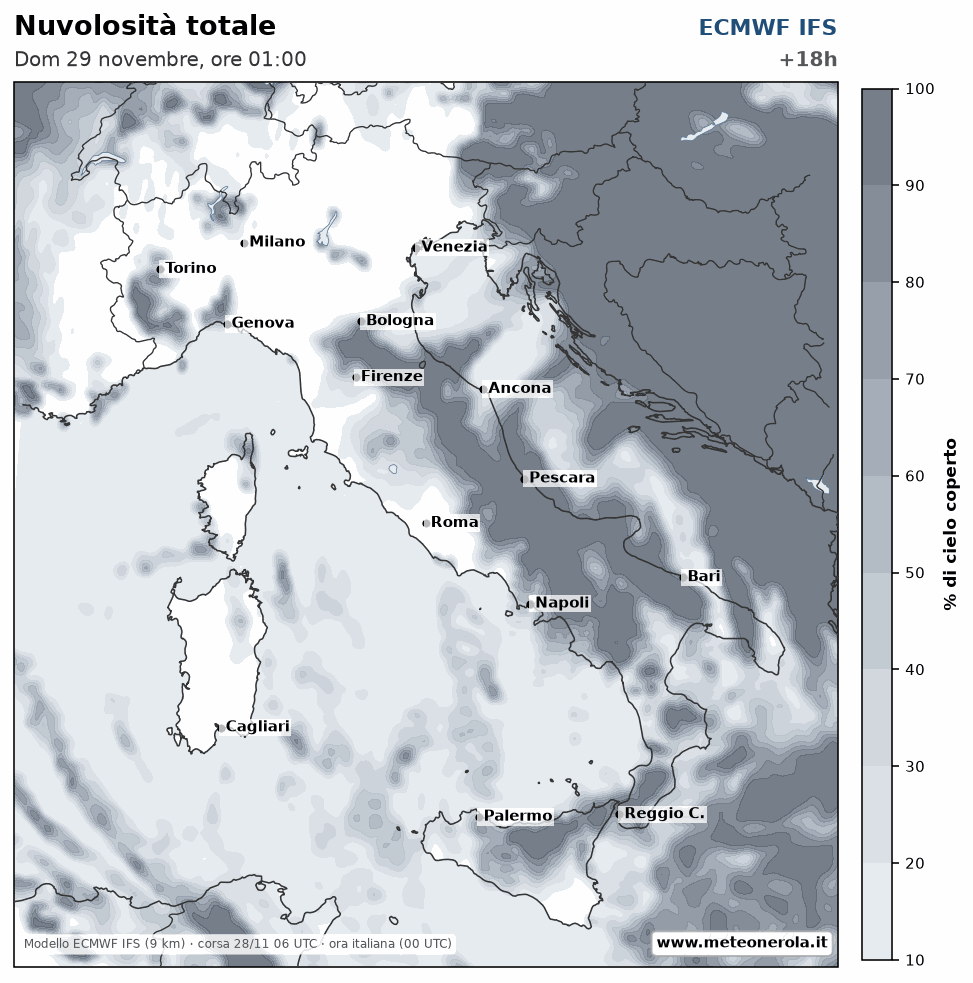 Nuvolosità totale
ECMWF IFS
Dom 29 novembre, ore 01:00
+18h
Milano
Venezia
Torino
Genova
Bologna
Firenze
Ancona
Pescara
Roma
Bari
Napoli
Cagliari
Palermo
Reggio C.
100
90
80
70
60
50
40
30
20
10
% di cielo coperto
Modello ECMWF IFS (9 km) · corsa 28/11 06 UTC · ora italiana (00 UTC)
www.meteonerola.it